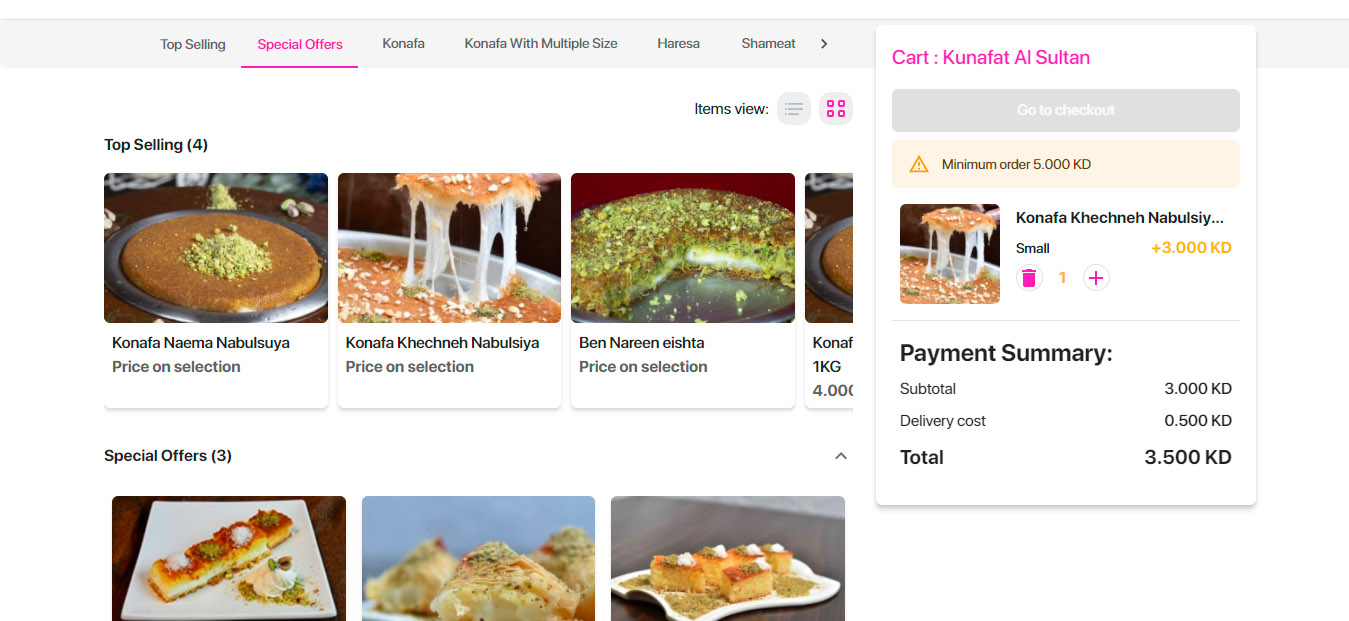 Top Selling
Special Offers
Konafa
Konafa With Multiple Size
Haresa
Shameat
Items view:
Top Selling (4)
Konafa Naema Nabulsuya
Price on selection
Konafa Khechneh Nabulsiya
Price on selection
Ben Nareen eishta
Price on selection
Konaf
1KG
4.000
Special Offers (3)
Cart : Kunafat Al Sultan
Go to checkout
Minimum order 5.000 KD
Konafa Khechneh Nabulsiy...
Small
+3.000 KD
1
Payment Summary:
Subtotal 3.000 KD
Delivery cost 0.500 KD
Total 3.500 KD